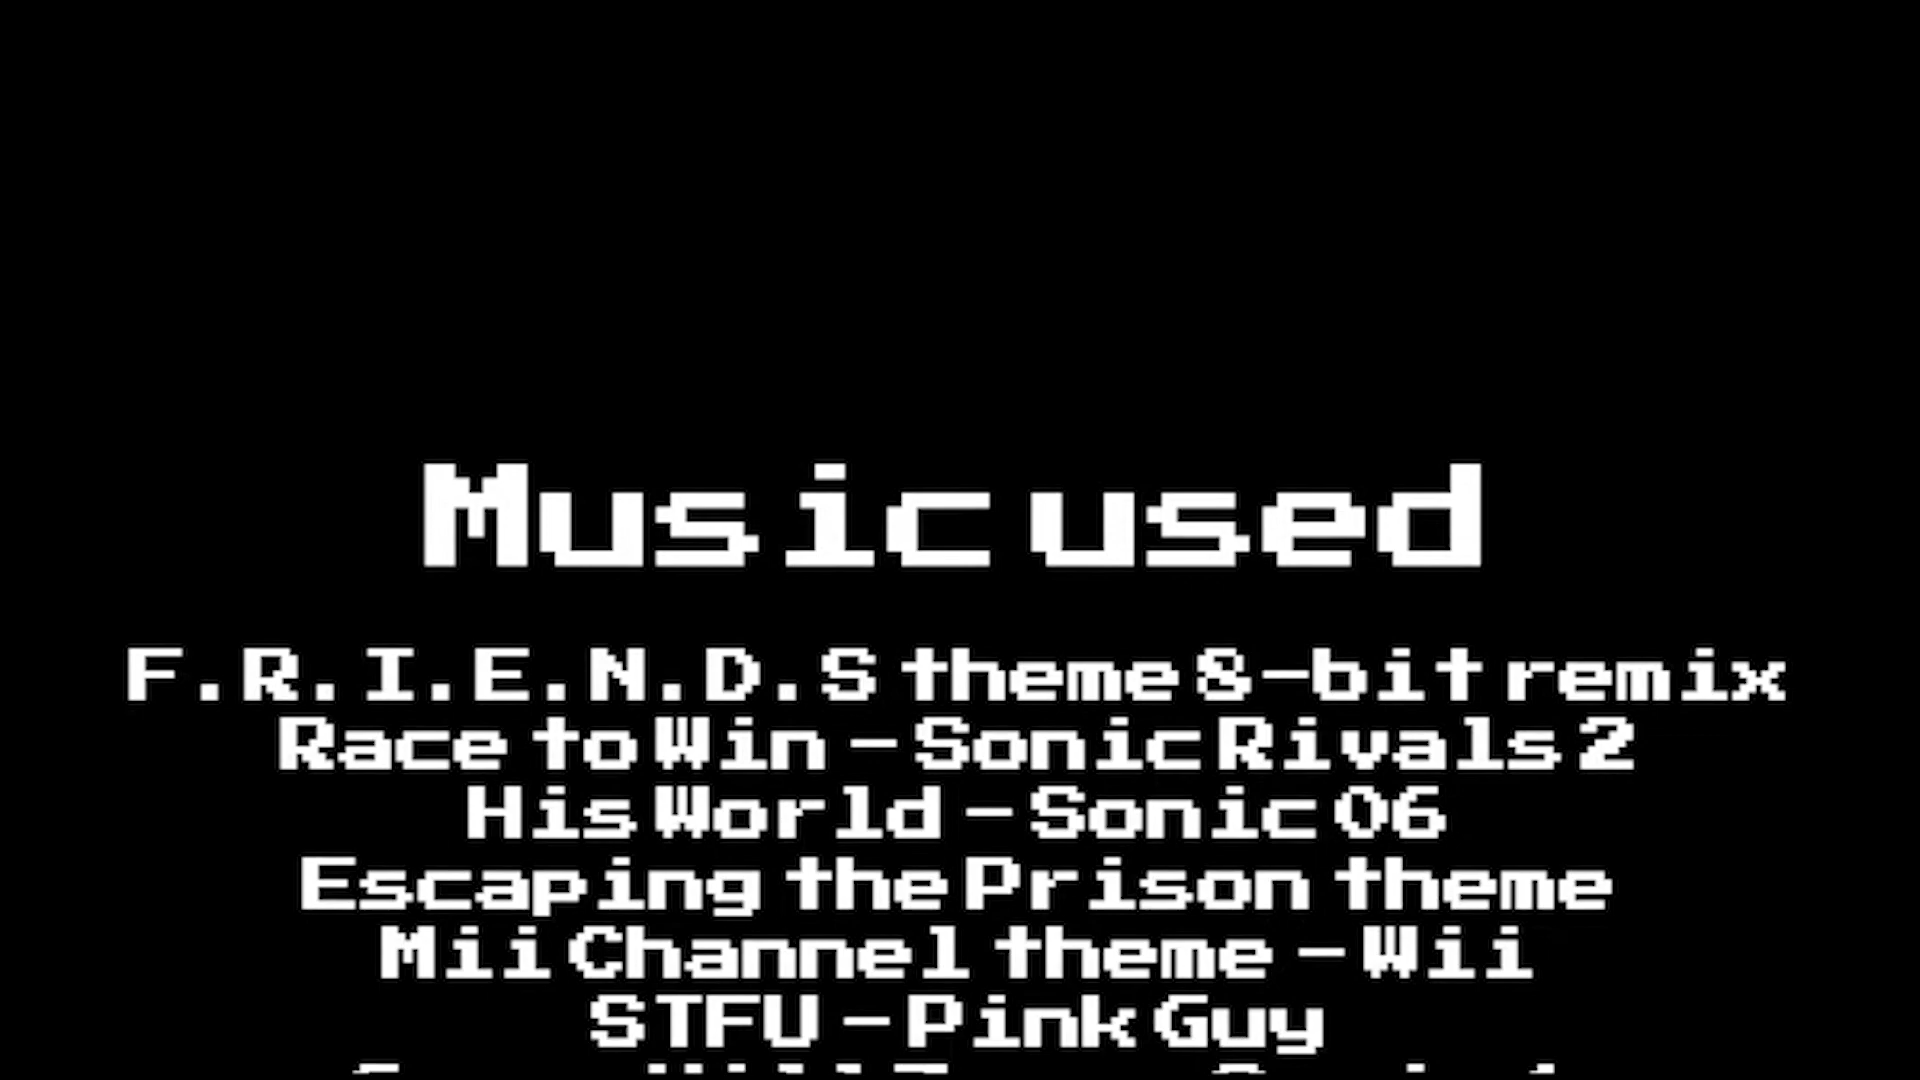 Music used
F.R.I.E.N.D.S theme 8-bit remix
Race to Win - Sonic Rivals 2
His World - Sonic 06
Escaping the Prison theme
Mii Channel theme - Wii
STFU - Pink Guy